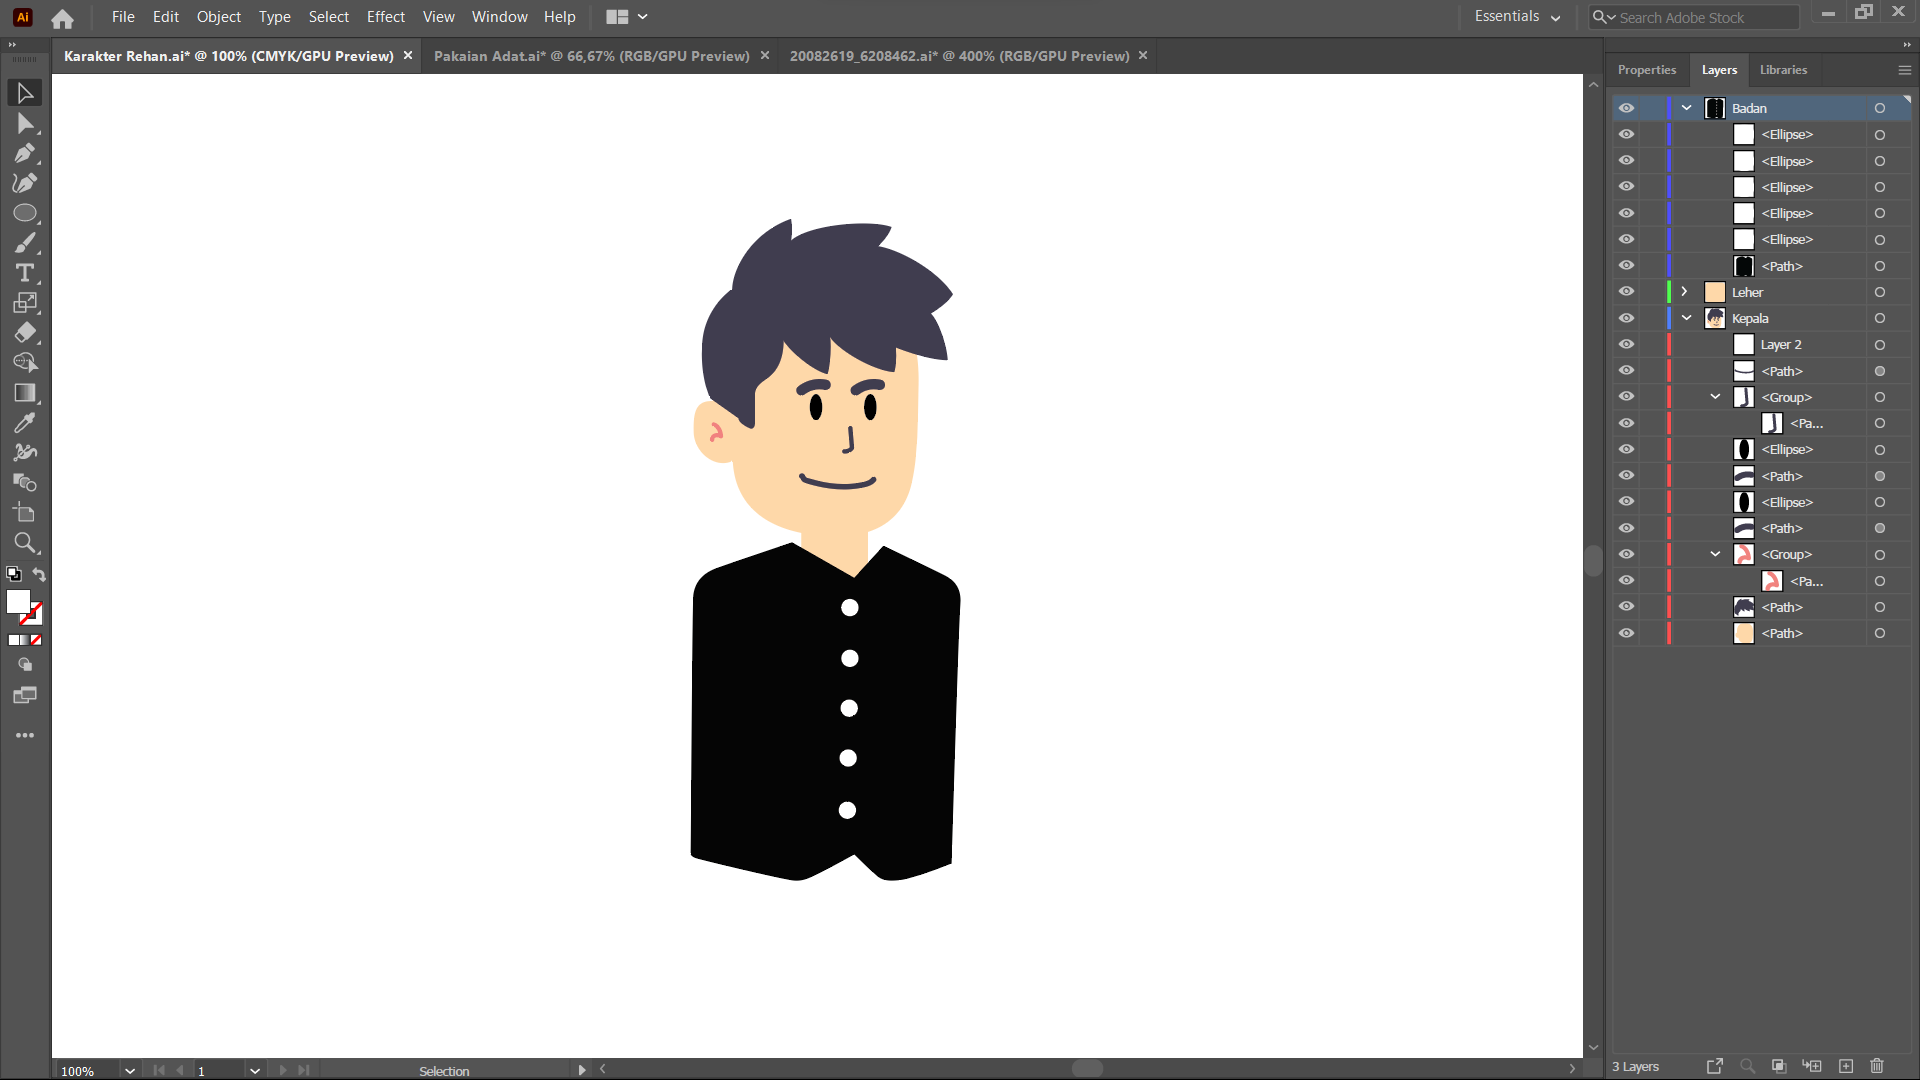 Ai File Edit Object Type Select Effect View Window Help Essentials Search Adobe Stock
Karakter Rehan.ai* @ 100% (CMYK/GPU Preview) Pakaian Adat.ai* @ 66,67% (RGB/GPU Preview) 20082619_6208462.ai* @ 400% (RGB/GPU Preview)
Properties Layers Libraries
Badan
<Ellipse>
<Ellipse>
<Ellipse>
<Ellipse>
<Ellipse>
<Path>
Leher
Kepala
Layer 2
<Path>
<Group>
<Pa...
<Ellipse>
<Path>
<Ellipse>
<Path>
<Group>
<Pa...
<Path>
<Path>
100% 1 Selection 3 Layers